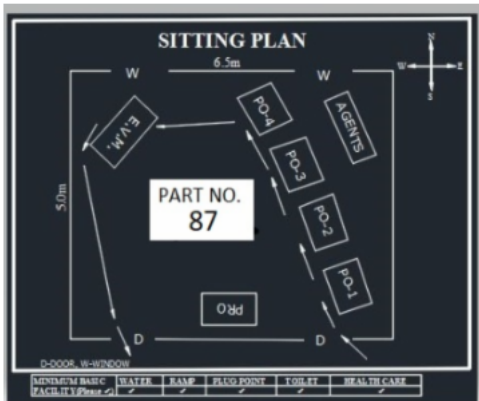 SITTING PLAN
6.5m
N
W
W
W
E
S
E.V.M.
PO-4
AGENTS
PO-3
5.0m
PART NO.
87
PO-2
PO-1
PRO
D
D
D-DOOR, W-WINDOW
MINIMUM BASIC WATER RAMP PLUG POINT TOILET HEALTH CARE
FACILITY(Please ✓) ✓ ✓ ✓ ✓ ✓